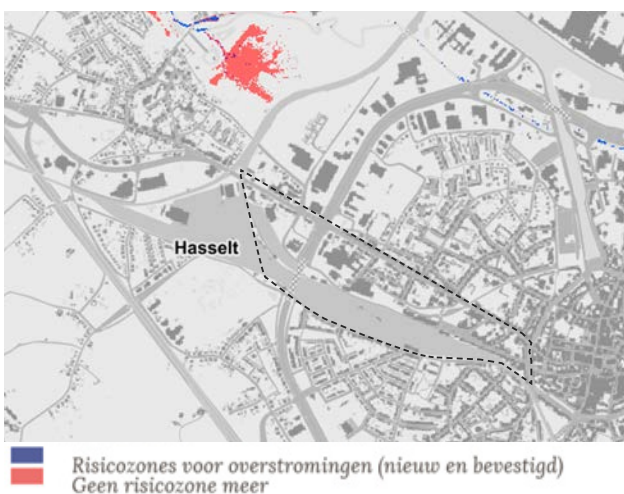 Hasselt
Risicozones voor overstromingen (nieuw en bevestigd)
Geen risicozone meer